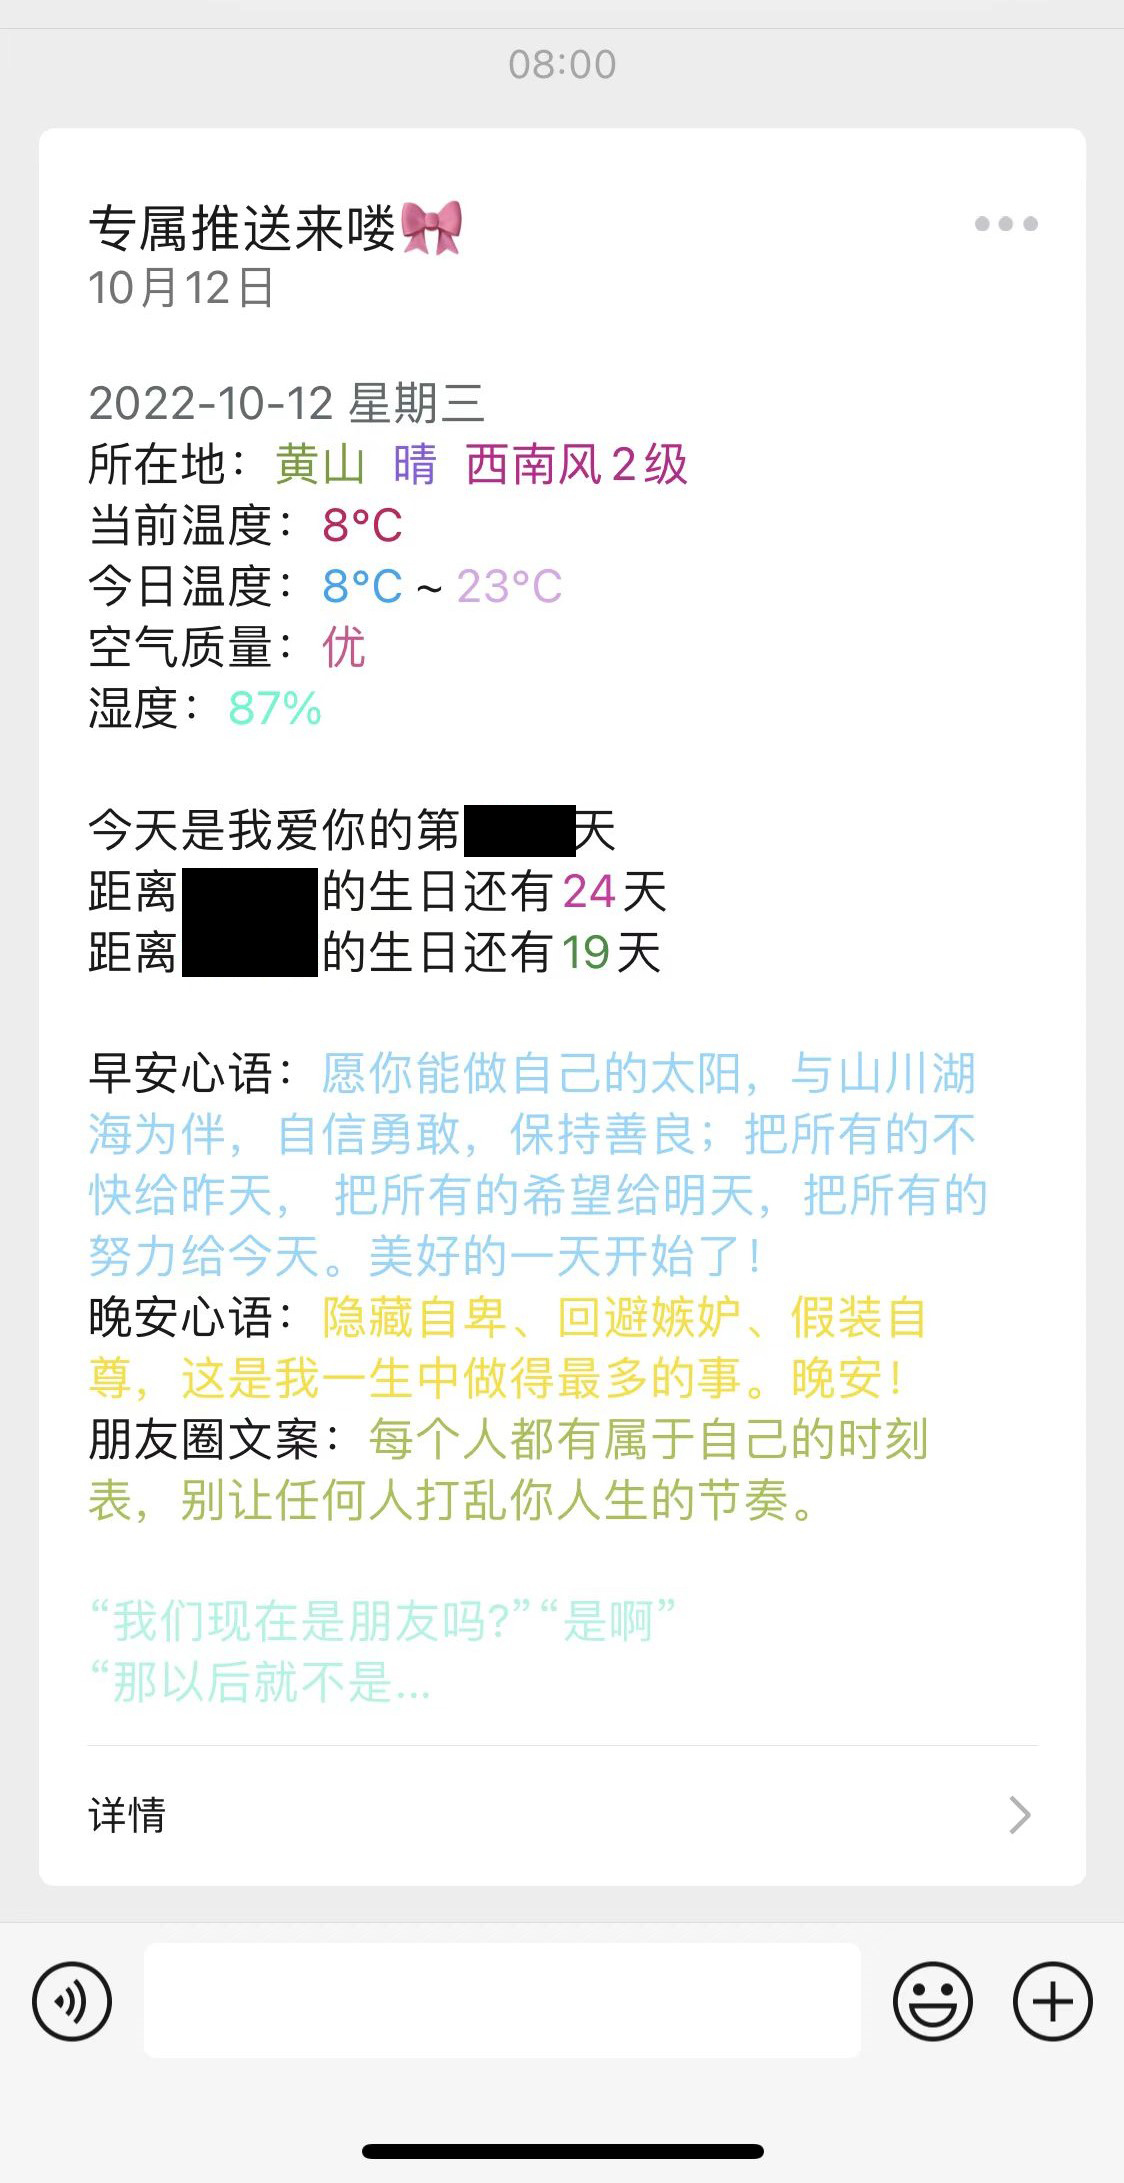 08:00
专属推送来喽🎀
10月12日
2022-10-12 星期三
所在地：黄山 晴 西南风2级
当前温度：8°C
今日温度：8°C ~ 23°C
空气质量：优
湿度：87%
今天是我爱你的第天
距离的生日还有24天
距离的生日还有19天
早安心语：愿你能做自己的太阳，与山川湖
海为伴，自信勇敢，保持善良；把所有的不
快给昨天， 把所有的希望给明天，把所有的
努力给今天。美好的一天开始了！
晚安心语：隐藏自卑、回避嫉妒、假装自
尊，这是我一生中做得最多的事。晚安！
朋友圈文案：每个人都有属于自己的时刻
表，别让任何人打乱你人生的节奏。
“我们现在是朋友吗?”“是啊”
“那以后就不是...
详情